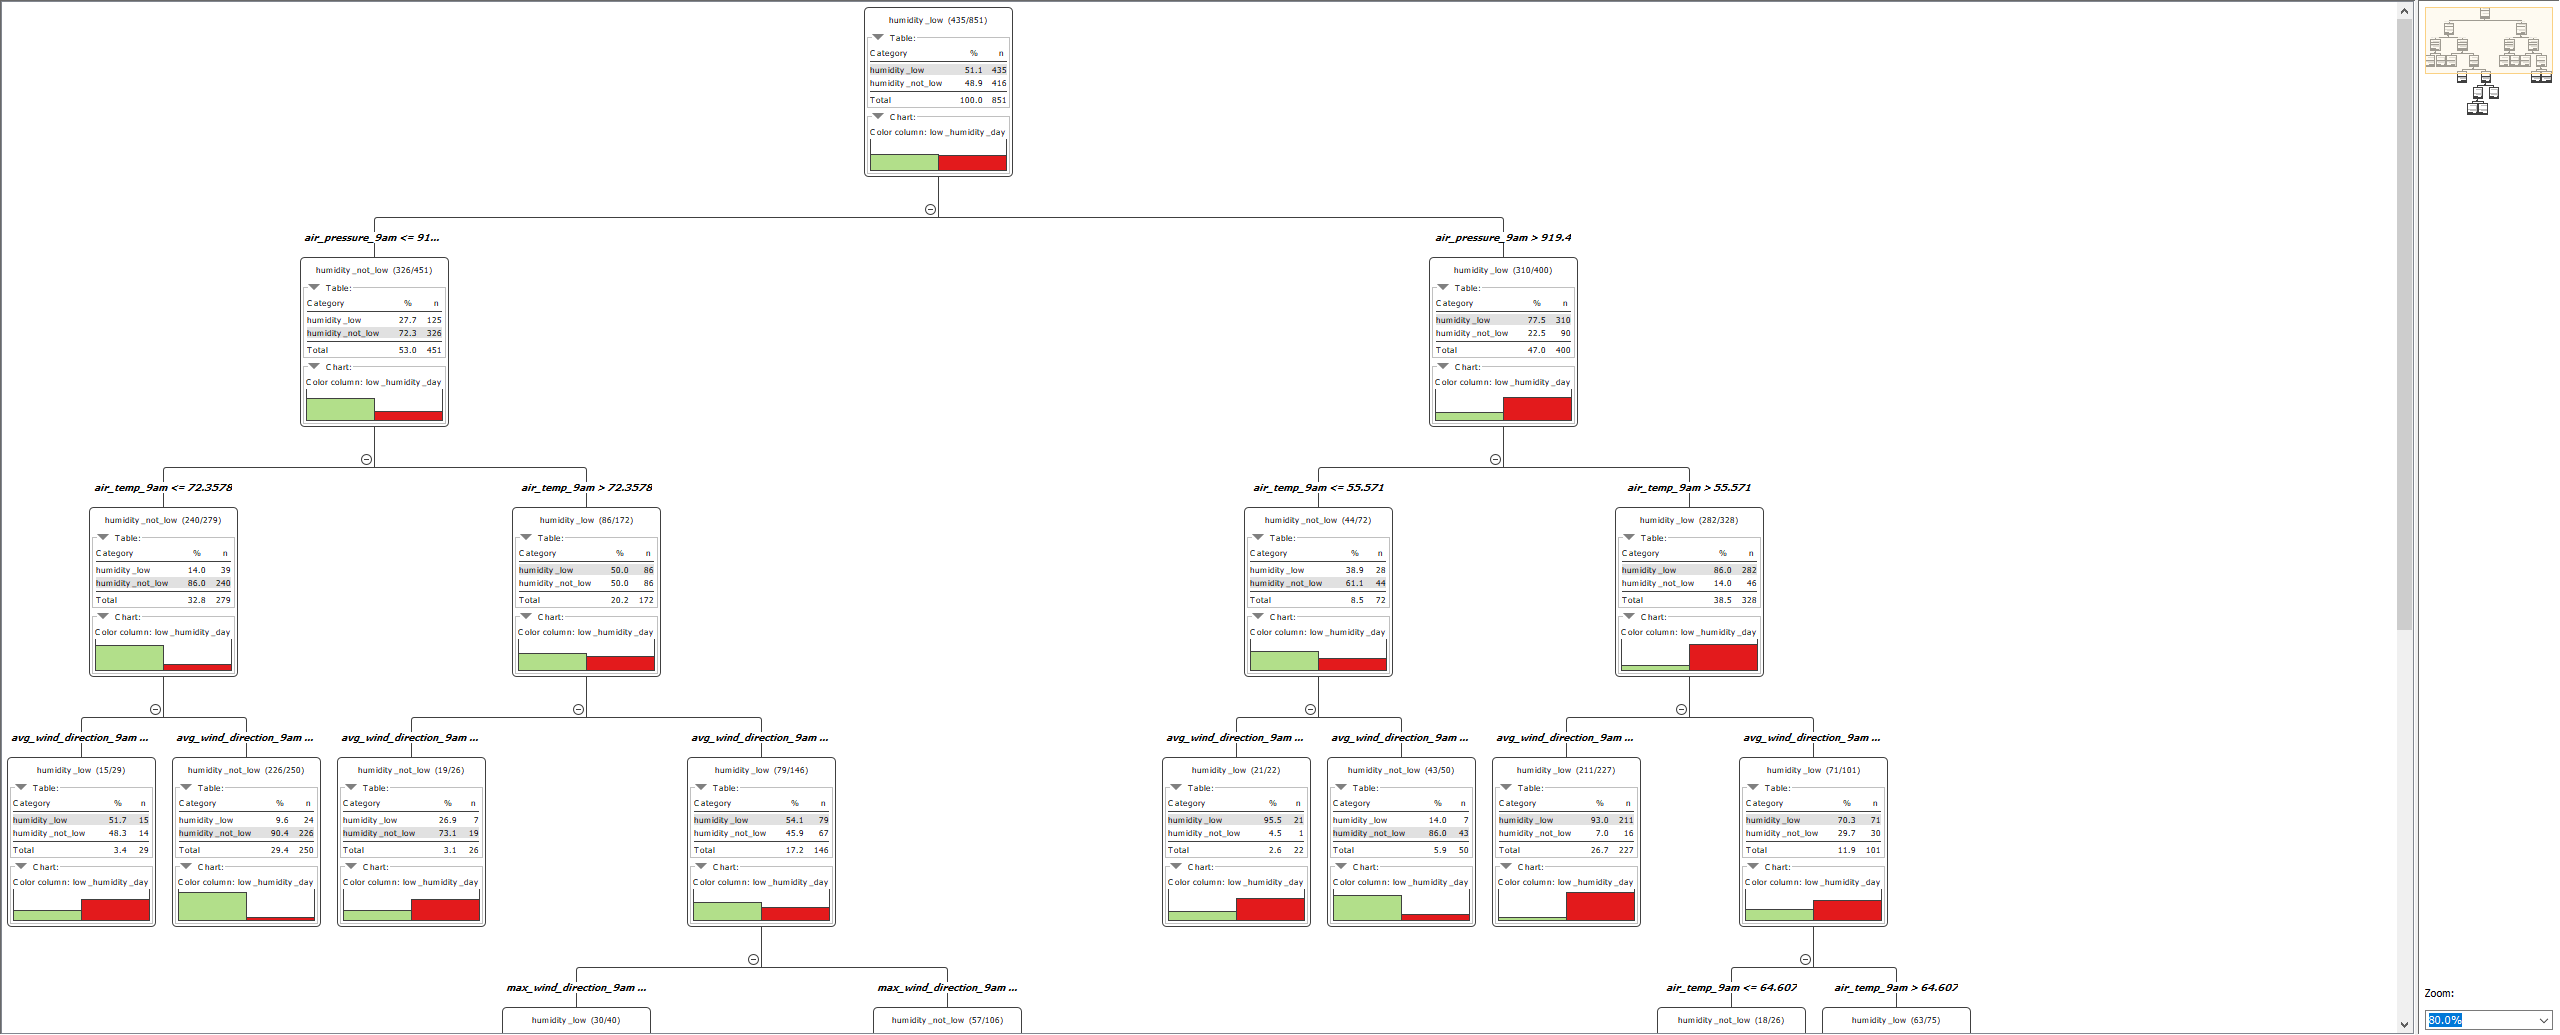 humidity_low (435/851)
Table:
Category % n
humidity_low 51.1 435
humidity_not_low 48.9 416
Total 100.0 851
Chart:
Color column: low_humidity_day
air_pressure_9am <= 91...
air_pressure_9am > 919.4
humidity_not_low (326/451)
Table:
Category % n
humidity_low 27.7 125
humidity_not_low 72.3 326
Total 53.0 451
Chart:
Color column: low_humidity_day
humidity_low (310/400)
Table:
Category % n
humidity_low 77.5 310
humidity_not_low 22.5 90
Total 47.0 400
Chart:
Color column: low_humidity_day
air_temp_9am <= 72.3578
air_temp_9am > 72.3578
air_temp_9am <= 55.571
air_temp_9am > 55.571
humidity_not_low (240/279)
Table:
Category % n
humidity_low 14.0 39
humidity_not_low 86.0 240
Total 32.8 279
Chart:
Color column: low_humidity_day
humidity_low (86/172)
Table:
Category % n
humidity_low 50.0 86
humidity_not_low 50.0 86
Total 20.2 172
Chart:
Color column: low_humidity_day
humidity_not_low (44/72)
Table:
Category % n
humidity_low 38.9 28
humidity_not_low 61.1 44
Total 8.5 72
Chart:
Color column: low_humidity_day
humidity_low (282/328)
Table:
Category % n
humidity_low 86.0 282
humidity_not_low 14.0 46
Total 38.5 328
Chart:
Color column: low_humidity_day
avg_wind_direction_9am ...
avg_wind_direction_9am ...
avg_wind_direction_9am ...
avg_wind_direction_9am ...
avg_wind_direction_9am ...
avg_wind_direction_9am ...
avg_wind_direction_9am ...
avg_wind_direction_9am ...
humidity_low (15/29)
Table:
Category % n
humidity_low 51.7 15
humidity_not_low 48.3 14
Total 3.4 29
Chart:
Color column: low_humidity_day
humidity_not_low (226/250)
Table:
Category % n
humidity_low 9.6 24
humidity_not_low 90.4 226
Total 29.4 250
Chart:
Color column: low_humidity_day
humidity_not_low (19/26)
Table:
Category % n
humidity_low 26.9 7
humidity_not_low 73.1 19
Total 3.1 26
Chart:
Color column: low_humidity_day
humidity_low (79/146)
Table:
Category % n
humidity_low 54.1 79
humidity_not_low 45.9 67
Total 17.2 146
Chart:
Color column: low_humidity_day
humidity_low (21/22)
Table:
Category % n
humidity_low 95.5 21
humidity_not_low 4.5 1
Total 2.6 22
Chart:
Color column: low_humidity_day
humidity_not_low (43/50)
Table:
Category % n
humidity_low 14.0 7
humidity_not_low 86.0 43
Total 5.9 50
Chart:
Color column: low_humidity_day
humidity_low (211/227)
Table:
Category % n
humidity_low 93.0 211
humidity_not_low 7.0 16
Total 26.7 227
Chart:
Color column: low_humidity_day
humidity_low (71/101)
Table:
Category % n
humidity_low 70.3 71
humidity_not_low 29.7 30
Total 11.9 101
Chart:
Color column: low_humidity_day
max_wind_direction_9am ...
max_wind_direction_9am ...
air_temp_9am <= 64.607
air_temp_9am > 64.607
humidity_low (30/40)
humidity_not_low (57/106)
humidity_not_low (18/26)
humidity_low (63/75)
Zoom:
80.0%